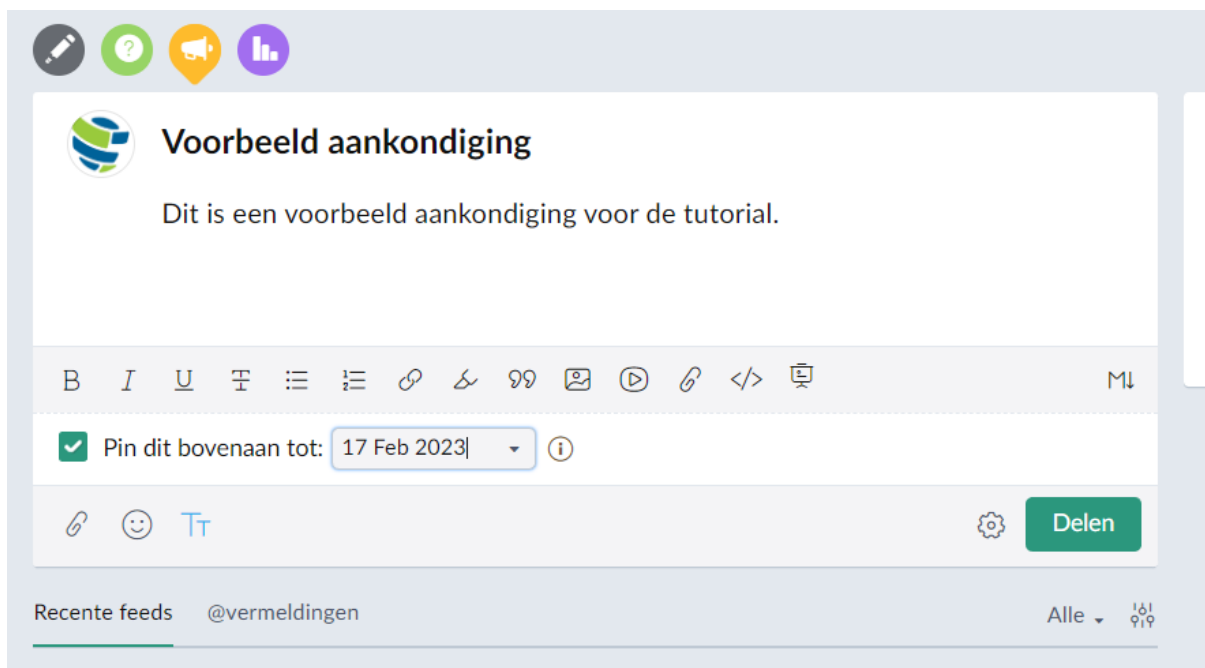 Voorbeeld aankondiging
Dit is een voorbeeld aankondiging voor de tutorial.
B I U T </> M↓
Pin dit bovenaan tot: 17 Feb 2023
TT Delen
Recente feeds @vermeldingen Alle